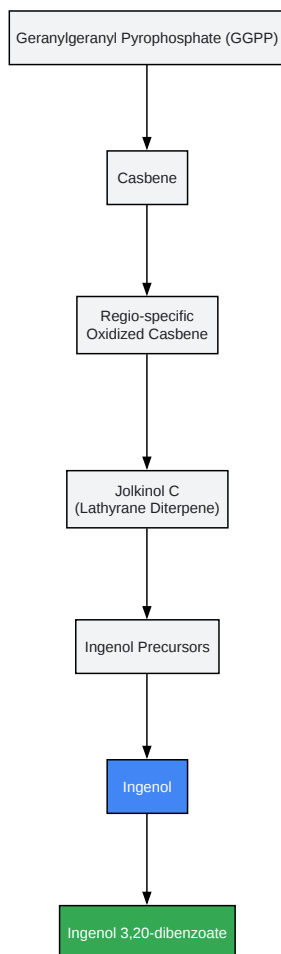 Geranylgeranyl Pyrophosphate (GGPP)
Casbene
Regio-specific
Oxidized Casbene
Jolkinol C
(Lathyrane Diterpene)
Ingenol Precursors
Ingenol
Ingenol 3,20-dibenzoate